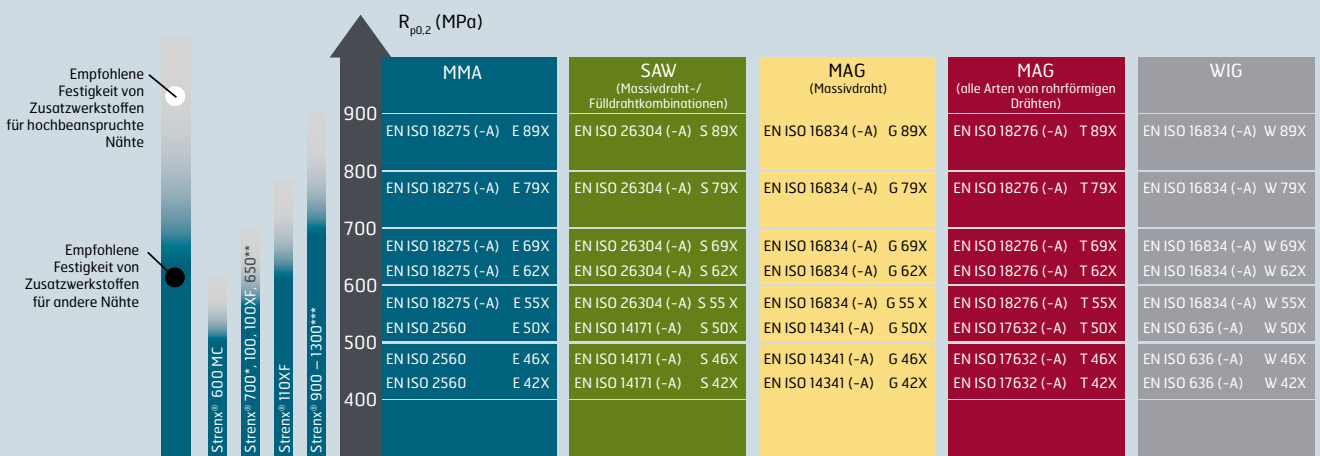 R p0,2 (MPa)
Empfohlene
Festigkeit von
Zusatzwerkstoffen
für hochbeanspruchte
Nähte
Empfohlene
Festigkeit von
Zusatzwerkstoffen
für andere Nähte
Strenx® 600 MC
Strenx® 700*, 100, 100XF, 650**
Strenx® 110XF
Strenx® 900 – 1300***
900
800
700
600
500
400
MMA
EN ISO 18275 (-A) E 89X
EN ISO 18275 (-A) E 79X
EN ISO 18275 (-A) E 69X
EN ISO 18275 (-A) E 62X
EN ISO 18275 (-A) E 55X
EN ISO 2560 E 50X
EN ISO 2560 E 46X
EN ISO 2560 E 42X
SAW
(Massivdraht-/
Fülldrahtkombinationen)
EN ISO 26304 (-A) S 89X
EN ISO 26304 (-A) S 79X
EN ISO 26304 (-A) S 69X
EN ISO 26304 (-A) S 62X
EN ISO 26304 (-A) S 55 X
EN ISO 14171 (-A) S 50X
EN ISO 14171 (-A) S 46X
EN ISO 14171 (-A) S 42X
MAG
(Massivdraht)
EN ISO 16834 (-A) G 89X
EN ISO 16834 (-A) G 79X
EN ISO 16834 (-A) G 69X
EN ISO 16834 (-A) G 62X
EN ISO 16834 (-A) G 55 X
EN ISO 14341 (-A) G 50X
EN ISO 14341 (-A) G 46X
EN ISO 14341 (-A) G 42X
MAG
(alle Arten von rohrförmigen
Drähten)
EN ISO 18276 (-A) T 89X
EN ISO 18276 (-A) T 79X
EN ISO 18276 (-A) T 69X
EN ISO 18276 (-A) T 62X
EN ISO 18276 (-A) T 55X
EN ISO 17632 (-A) T 50X
EN ISO 17632 (-A) T 46X
EN ISO 17632 (-A) T 42X
WIG
EN ISO 16834 (-A) W 89X
EN ISO 16834 (-A) W 79X
EN ISO 16834 (-A) W 69X
EN ISO 16834 (-A) W 62X
EN ISO 16834 (-A) W 55X
EN ISO 636 (-A) W 50X
EN ISO 636 (-A) W 46X
EN ISO 636 (-A) W 42X